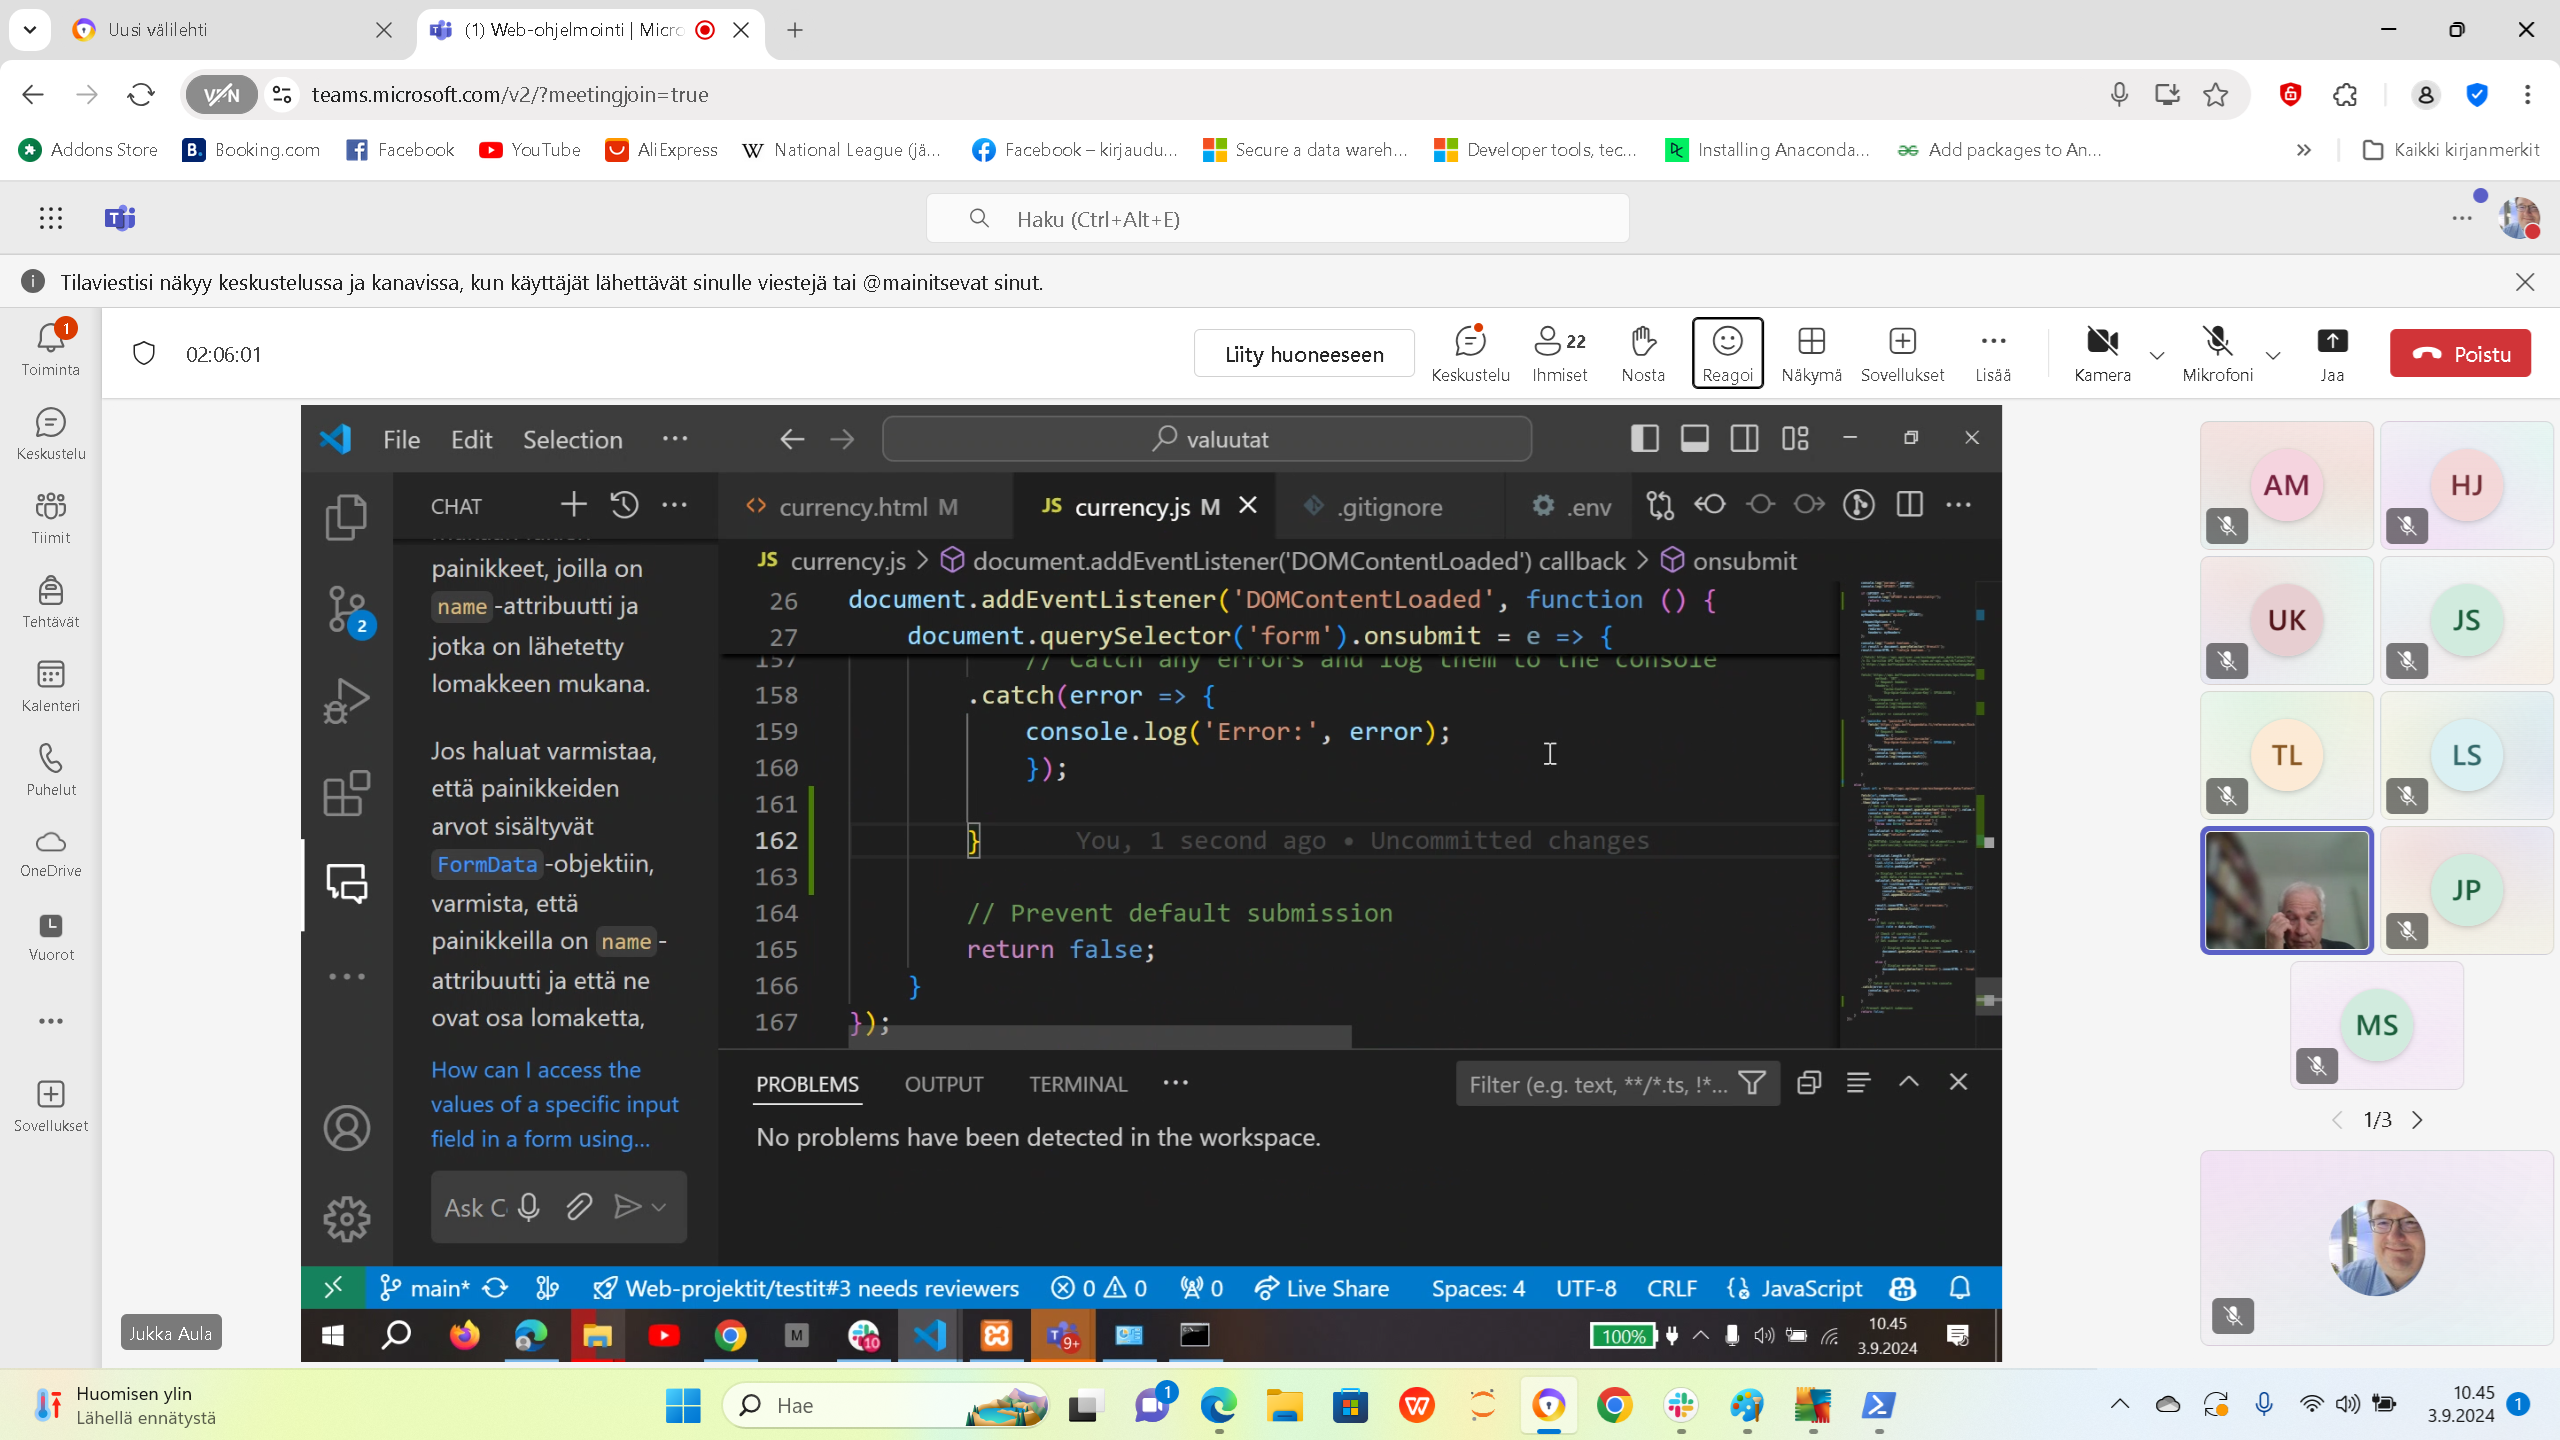 Uusi välilehti
(1) Web-ohjelmointi | Micro
VPN
teams.microsoft.com/v2/?meetingjoin=true
Addons Store
Booking.com
Facebook
YouTube
AliExpress
National League (jä...
Facebook – kirjaudu...
Secure a data wareh...
Developer tools, tec...
Installing Anaconda...
Add packages to An...
Kaikki kirjanmerkit
Haku (Ctrl+Alt+E)
Tilaviestisi näkyy keskustelussa ja kanavissa, kun käyttäjät lähettävät sinulle viestejä tai @mainitsevat sinut.
1
Toiminta
Keskustelu
Tiimit
Tehtävät
Kalenteri
Puhelut
OneDrive
Vuorot
Sovellukset
02:06:01
Liity huoneeseen
Keskustelu
22
Ihmiset
Nosta
Reagoi
Näkymä
Sovellukset
Lisää
Kamera
Mikrofoni
Jaa
Poistu
File Edit Selection ···
valuutat
CHAT
painikkeet, joilla on
name -attribuutti ja
jotka on lähetetty
lomakkeen mukana.
Jos haluat varmistaa,
että painikkeiden
arvot sisältyvät
FormData -objektiin,
varmista, että
painikkeilla on name -
attribuutti ja että ne
ovat osa lomaketta,
How can I access the
values of a specific input
field in a form using...
Ask C
2
currency.html M
JS currency.js M
.gitignore
.env
JS currency.js > document.addEventListener('DOMContentLoaded') callback > onsubmit
26 document.addEventListener('DOMContentLoaded', function () {
27 document.querySelector('form').onsubmit = e => {
157 // Catch any errors and log them to the console
158 .catch(error => {
159 console.log('Error:', error);
160 });
161
162 } You, 1 second ago • Uncommitted changes
163
164 // Prevent default submission
165 return false;
166 }
167 });
PROBLEMS OUTPUT TERMINAL ···
Filter (e.g. text, **/*.ts, !*...
No problems have been detected in the workspace.
main*
Web-projektit/testit#3 needs reviewers
0 0
0
Live Share
Spaces: 4
UTF-8
CRLF
JavaScript
M
10
9+
100%
10.45
3.9.2024
AM
HJ
UK
JS
TL
LS
JP
MS
1/3
Jukka Aula
Huomisen ylin
Lähellä ennätystä
Hae
1
10.45
3.9.2024
1